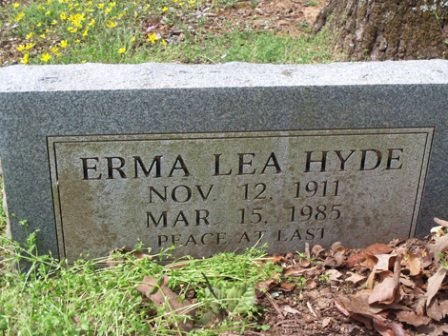 ERMA LEA HYDE
NOV. 12, 1911
MAR. 15, 1985
PEACE AT LAST